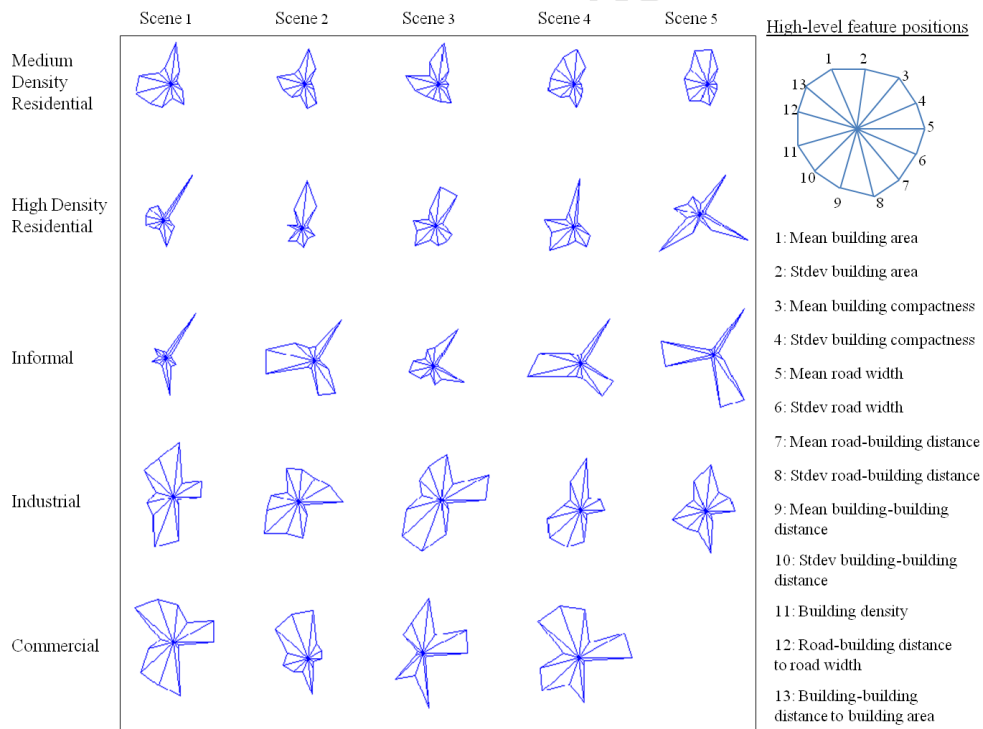 Scene 1 Scene 2 Scene 3 Scene 4 Scene 5
Medium
Density
Residential
High Density
Residential
Informal
Industrial
Commercial
High-level feature positions
1
2
3
4
5
6
7
8
9
10
11
12
13
1: Mean building area
2: Stdev building area
3: Mean building compactness
4: Stdev building compactness
5: Mean road width
6: Stdev road width
7: Mean road-building distance
8: Stdev road-building distance
9: Mean building-building
distance
10: Stdev building-building
distance
11: Building density
12: Road-building distance
to road width
13: Building-building
distance to building area